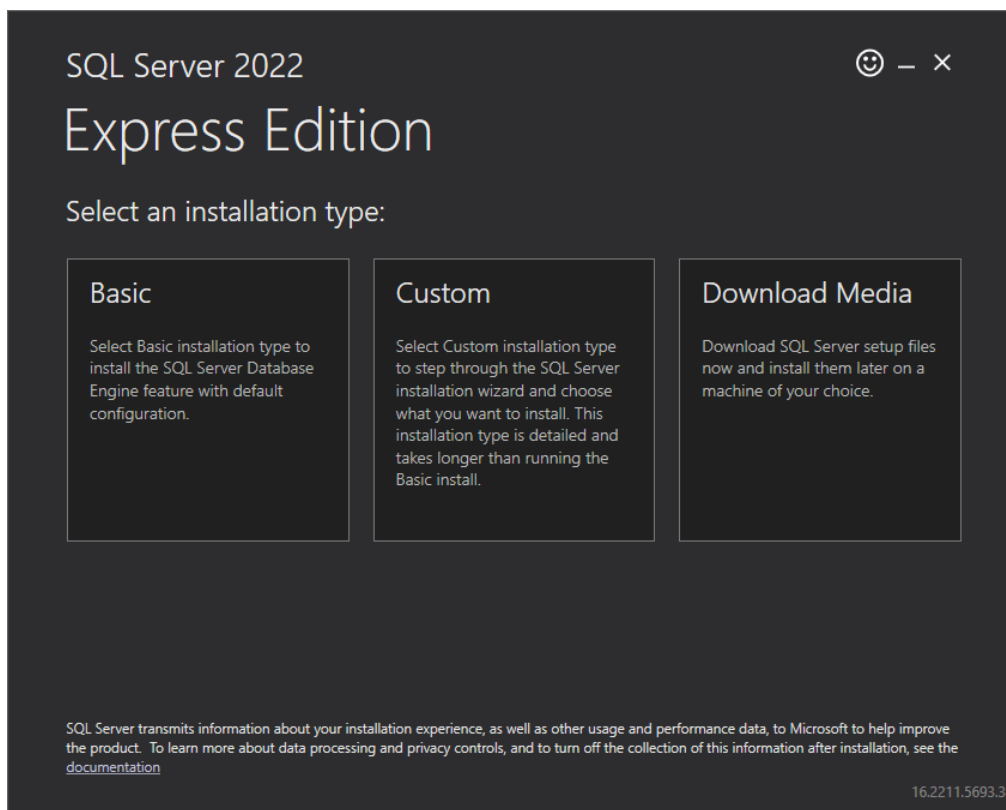 SQL Server 2022
Express Edition
Select an installation type:
Basic
Select Basic installation type to
install the SQL Server Database
Engine feature with default
configuration.
Custom
Select Custom installation type
to step through the SQL Server
installation wizard and choose
what you want to install. This
installation type is detailed and
takes longer than running the
Basic install.
Download Media
Download SQL Server setup files
now and install them later on a
machine of your choice.
SQL Server transmits information about your installation experience, as well as other usage and performance data, to Microsoft to help improve
the product.  To learn more about data processing and privacy controls, and to turn off the collection of this information after installation, see the
documentation
16.2211.5693.3